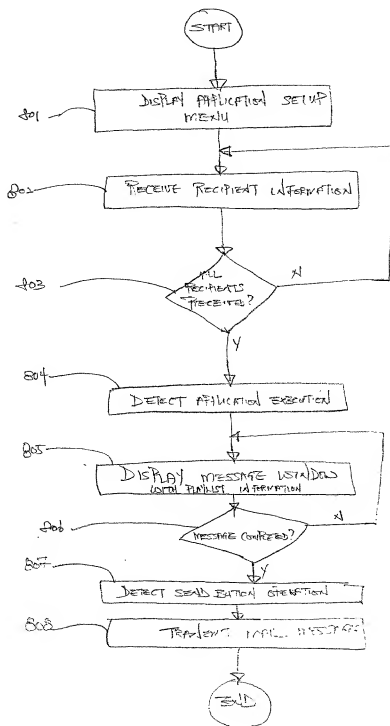 START
801
DISPLAY APPLICATION SETUP
MENU
802
RECEIVE RECIPIENT INFORMATION
803
ALL
RECIPIENTS
RECEIVED?
N
Y
804
DETECT APPLICATION EXECUTION
805
DISPLAY MESSAGE WINDOW
WITH PLAYLIST INFORMATION
806
MESSAGE COMPLETED?
N
Y
807
DETECT SEND BUTTON OPERATION
808
TRANSMIT MAIL MESSAGE
END